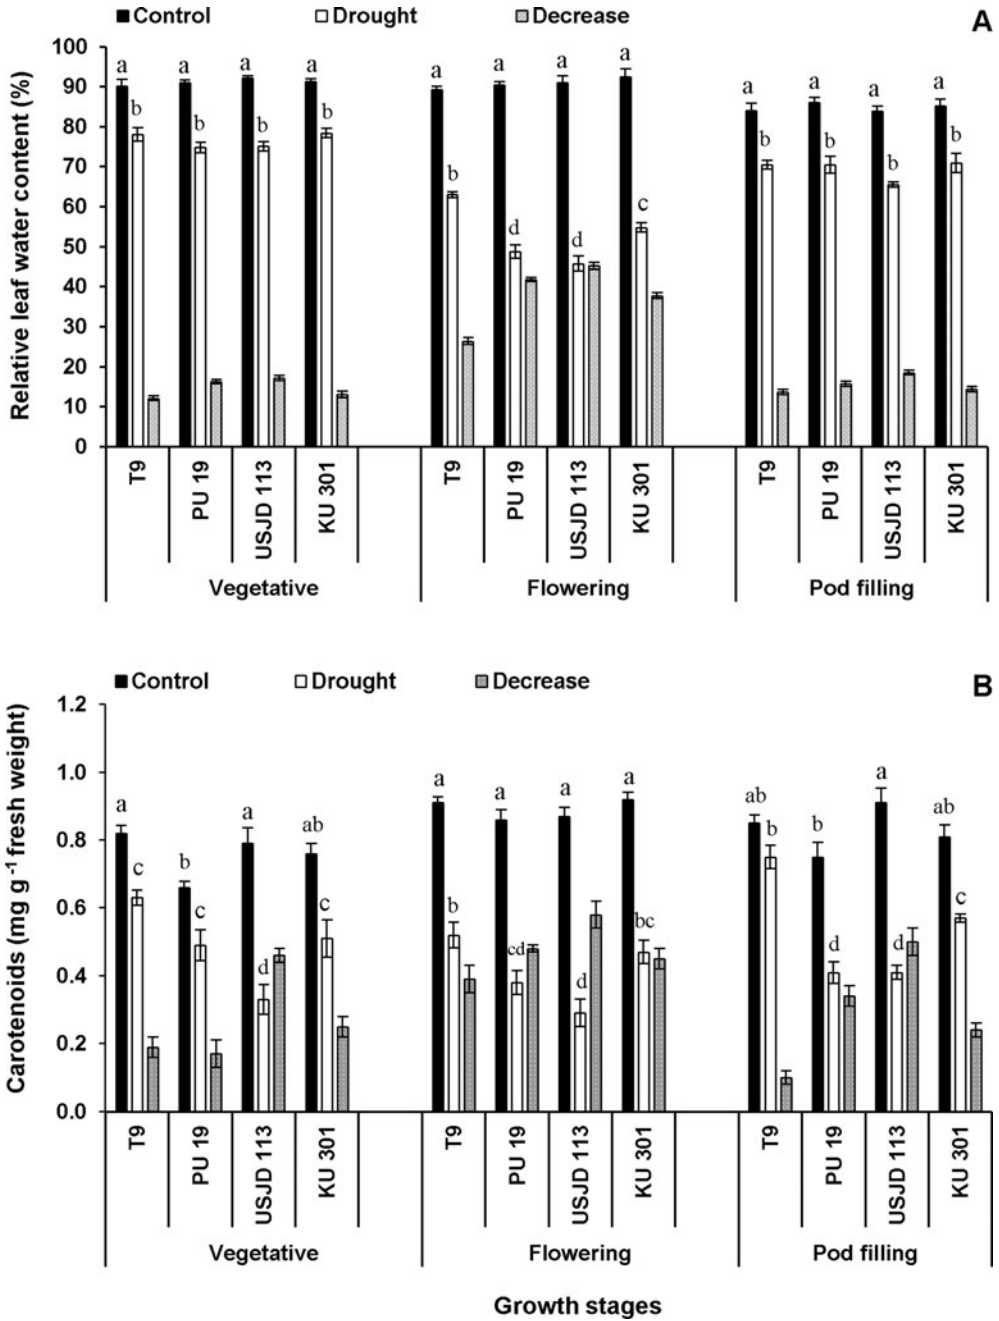 Control Drought Decrease A
Relative leaf water content (%)
100
90
80
70
60
50
40
30
20
10
0
a a a a a a a a a a a a
b b b b b d d c b b b b
T9 PU 19 USJD 113 KU 301 T9 PU 19 USJD 113 KU 301 T9 PU 19 USJD 113 KU 301
Vegetative Flowering Pod filling
Control Drought Decrease B
Carotenoids (mg g⁻¹ fresh weight)
1.2
1.0
0.8
0.6
0.4
0.2
0.0
a b a ab a a a a ab b a ab
c c d c b cd d bc b d d c
T9 PU 19 USJD 113 KU 301 T9 PU 19 USJD 113 KU 301 T9 PU 19 USJD 113 KU 301
Vegetative Flowering Pod filling
Growth stages